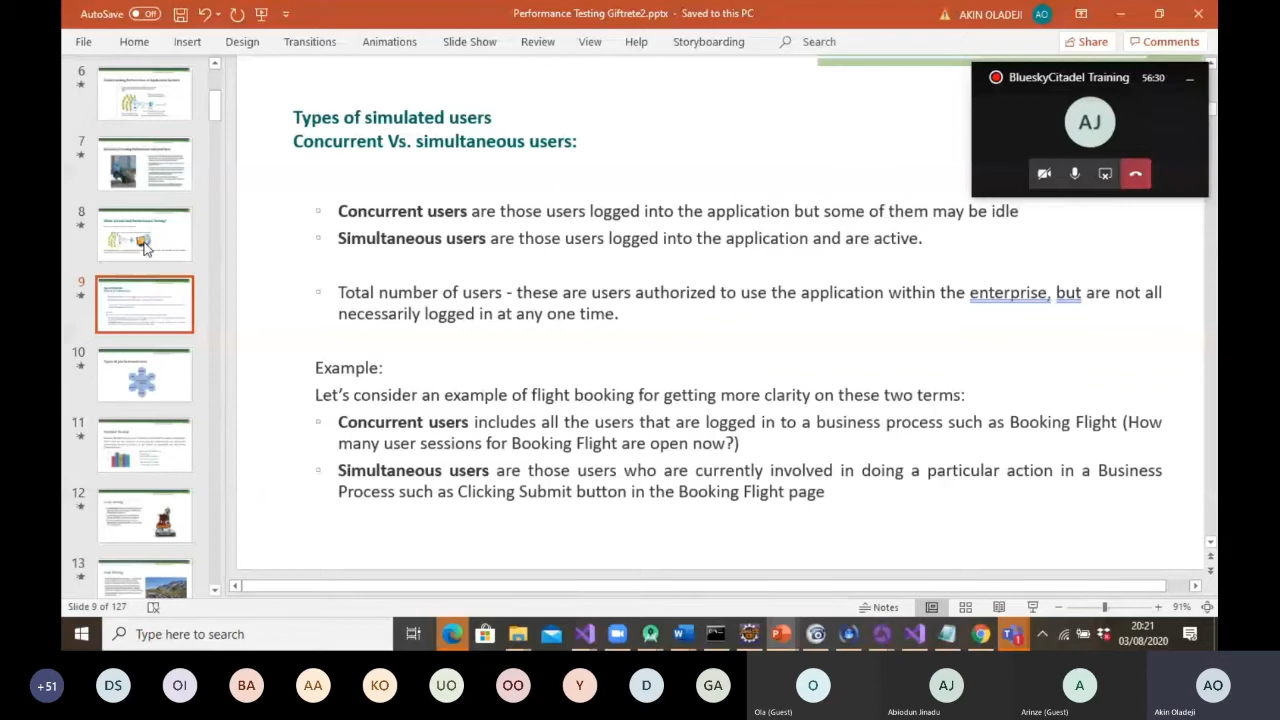 AutoSave Off
Performance Testing Giftrete2.pptx - Saved to this PC
AKIN OLADEJI AO
File Home Insert Design Transitions Animations Slide Show Review View Help Storyboarding Search Share Comments
BlueskyCitadel Training 56:30
AJ
6
7
8
9
10
11
12
13
Types of simulated users
Concurrent Vs. simultaneous users:
Concurrent users are those users logged into the application but some of them may be idle
Simultaneous users are those users logged into the application and are active.
Total number of users - these are users authorized to use the application within the enterprise, but are not all
necessarily logged in at any one time.
Example:
Let's consider an example of flight booking for getting more clarity on these two terms:
Concurrent users includes all the users that are logged in to a business process such as Booking Flight (How
many user sessions for Booking Flight are open now?)
Simultaneous users are those users who are currently involved in doing a particular action in a Business
Process such as Clicking Submit button in the Booking Flight page
Slide 9 of 127
Notes
91%
Type here to search
20:21
03/08/2020
+51 DS OI BA AA KO UO OO Y D GA O AJ A AO
Ola (Guest) Abiodun Jinadu Arinze (Guest) Akin Oladeji